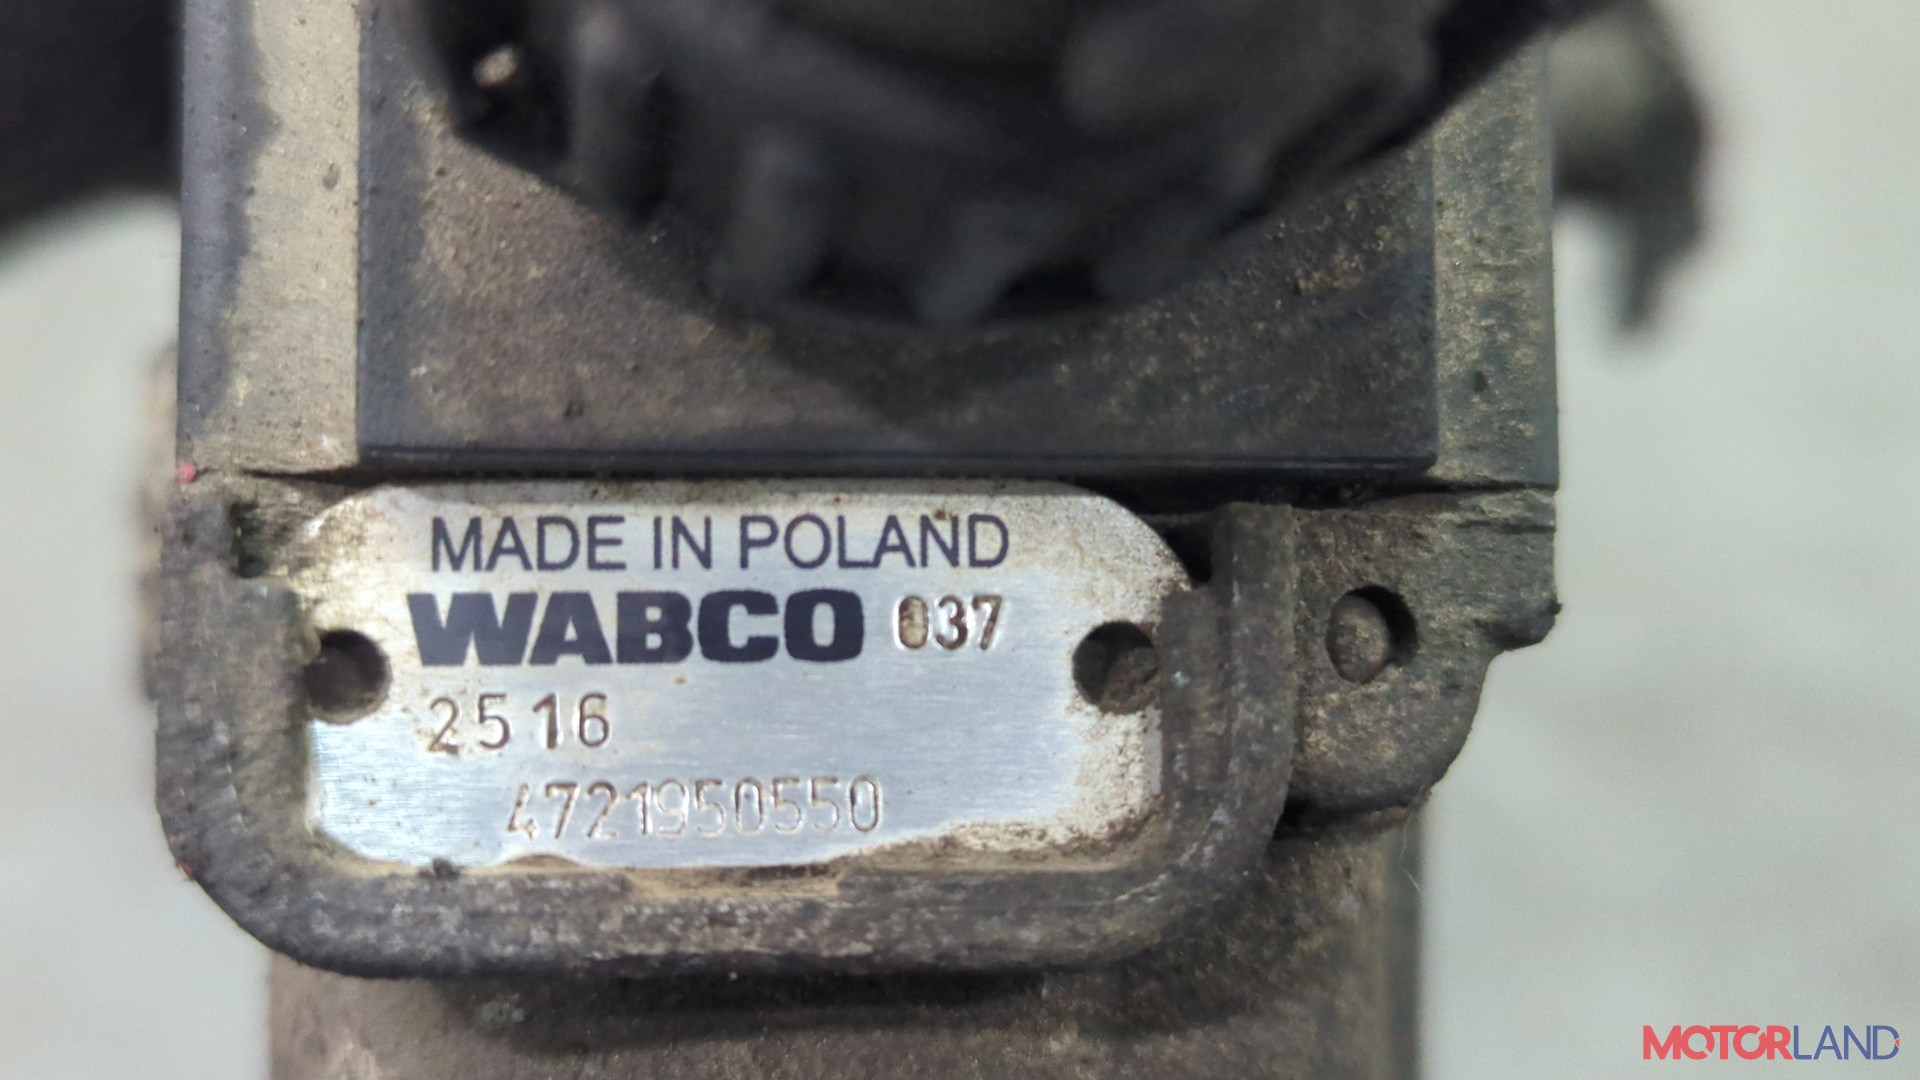 MADE IN POLAND
WABCO 037
2516
4721950550
MOTORLAND